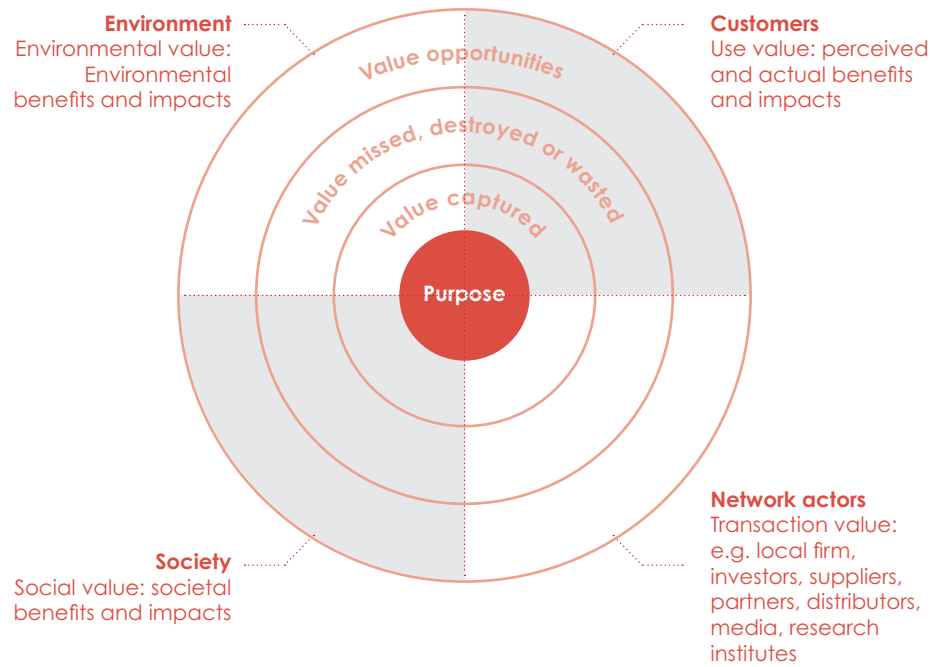 Environment
Environmental value:
Environmental
benefits and impacts
Customers
Use value: perceived
and actual benefits
and impacts
Value opportunities
Value missed, destroyed or wasted
Value captured
Purpose
Society
Social value: societal
benefits and impacts
Network actors
Transaction value:
e.g. local firm,
investors, suppliers,
partners, distributors,
media, research
institutes